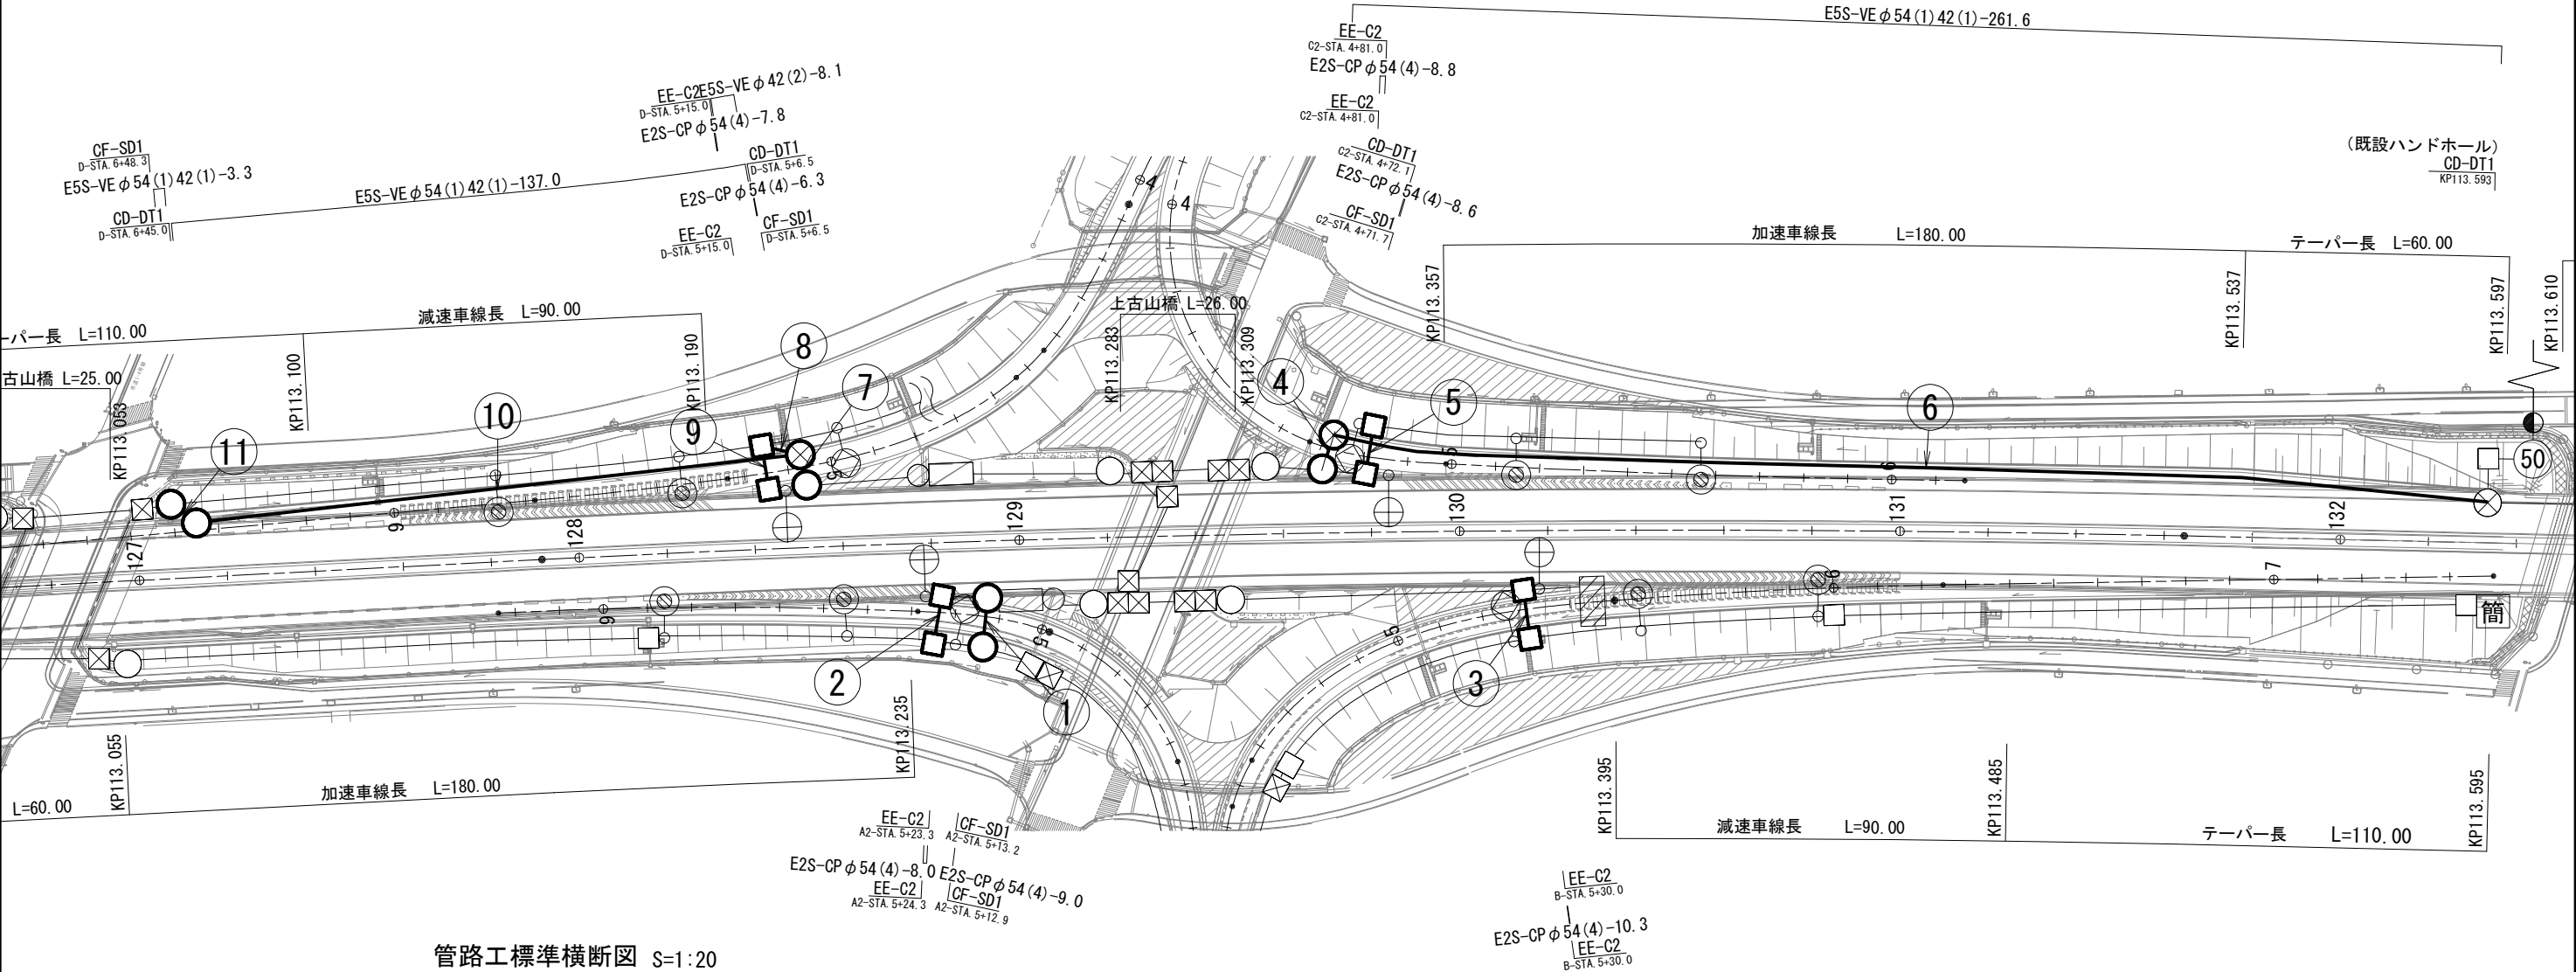 E5S-VEφ54(1)42(1)-261.6
EE-C2
C2-STA.4+81.0
E2S-CPφ54(4)-8.8
EE-C2
C2-STA.4+81.0
CD-DT1
C2-STA.4+72.1
E2S-CPφ54(4)-8.6
CF-SD1
C2-STA.4+71.7
(既設ハンドホール)
CD-DT1
KP113.593
EE-C2
D-STA.5+15.0
E5S-VEφ42(2)-8.1
E2S-CPφ54(4)-7.8
CD-DT1
D-STA.5+6.5
E2S-CPφ54(4)-6.3
CF-SD1
D-STA.5+6.5
EE-C2
D-STA.5+15.0
CF-SD1
D-STA.6+48.3
E5S-VEφ54(1)42(1)-3.3
E5S-VEφ54(1)42(1)-137.0
CD-DT1
D-STA.6+45.0
加速車線長 L=180.00
テーパー長 L=60.00
KP113.357
KP113.537
KP113.597
KP113.610
ーパー長 L=110.00
減速車線長 L=90.00
上古山橋 L=26.00
KP113.283
KP113.309
KP113.100
KP113.190
古山橋 L=25.00
KP113.053
4
4
8
7
9
10
11
4
5
6
50
5
5
6
6
127
128
129
130
131
132
6
5
5
6
7
簡
2
1
3
KP113.055
L=60.00
加速車線長 L=180.00
KP113.235
KP113.395
KP113.485
KP113.595
減速車線長 L=90.00
テーパー長 L=110.00
EE-C2
A2-STA.5+23.3
CF-SD1
A2-STA.5+13.2
E2S-CPφ54(4)-8.0
E2S-CPφ54(4)-9.0
EE-C2
A2-STA.5+24.3
CF-SD1
A2-STA.5+12.9
EE-C2
B-STA.5+30.0
E2S-CPφ54(4)-10.3
EE-C2
B-STA.5+30.0
管路工標準横断図 S=1:20